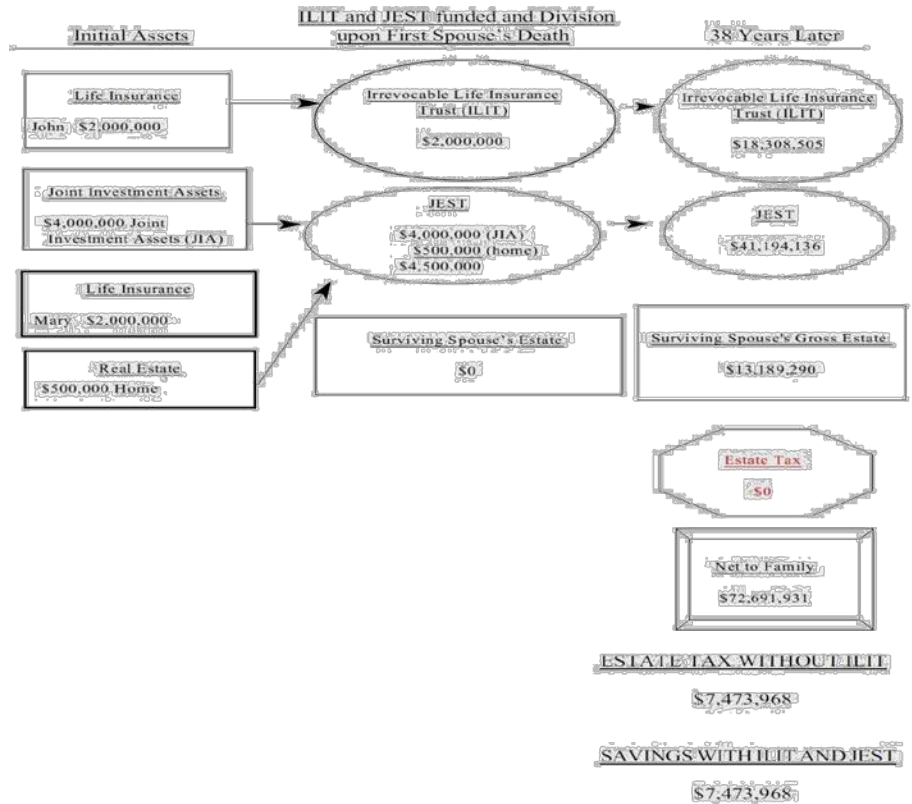 Initial Assets
ILIT and JEST funded and Division
upon First Spouse's Death
38 Years Later
Life Insurance
John $2,000,000
Irrevocable Life Insurance
Trust (ILIT)
$2,000,000
Irrevocable Life Insurance
Trust (ILIT)
$18,308,505
Joint Investment Assets
$4,000,000 Joint
Investment Assets (JIA)
JEST
$4,000,000 (JIA)
$500,000 (home)
$4,500,000
JEST
$41,194,136
Life Insurance
Mary $2,000,000
Real Estate
$500,000 Home
Surviving Spouse's Estate
$0
Surviving Spouse's Gross Estate
$13,189,290
Estate Tax
$0
Net to Family
$72,691,931
ESTATE TAX WITHOUT ILIT
$7,473,968
SAVINGS WITH ILIT AND JEST
$7,473,968